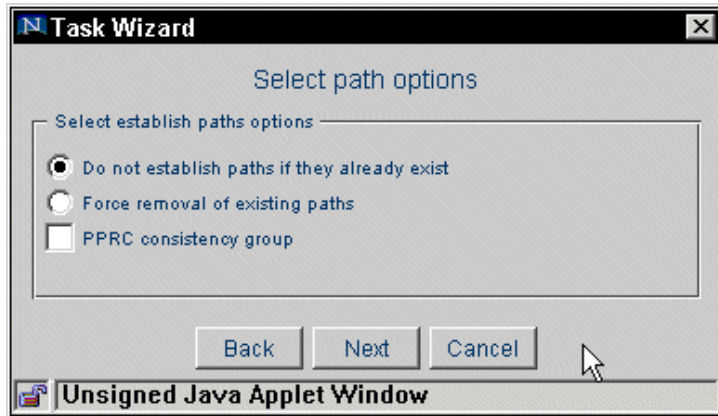 N Task Wizard
Select path options
Select establish paths options
Do not establish paths if they already exist
Force removal of existing paths
PPRC consistency group
Back Next Cancel
Unsigned Java Applet Window